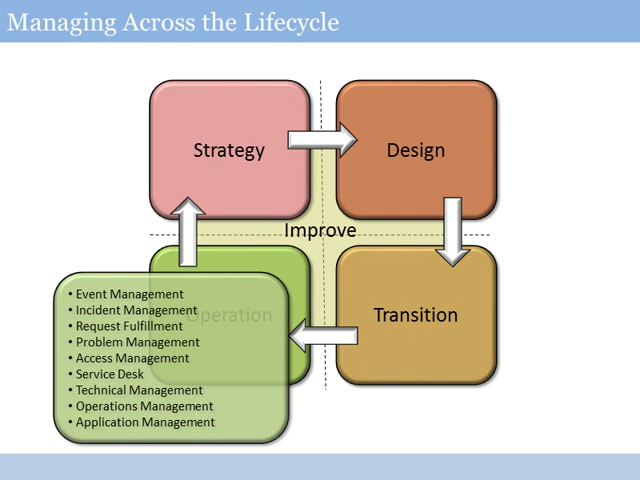 Managing Across the Lifecycle
Strategy
Design
Improve
Operation
Transition
• Event Management
• Incident Management
• Request Fulfillment
• Problem Management
• Access Management
• Service Desk
• Technical Management
• Operations Management
• Application Management